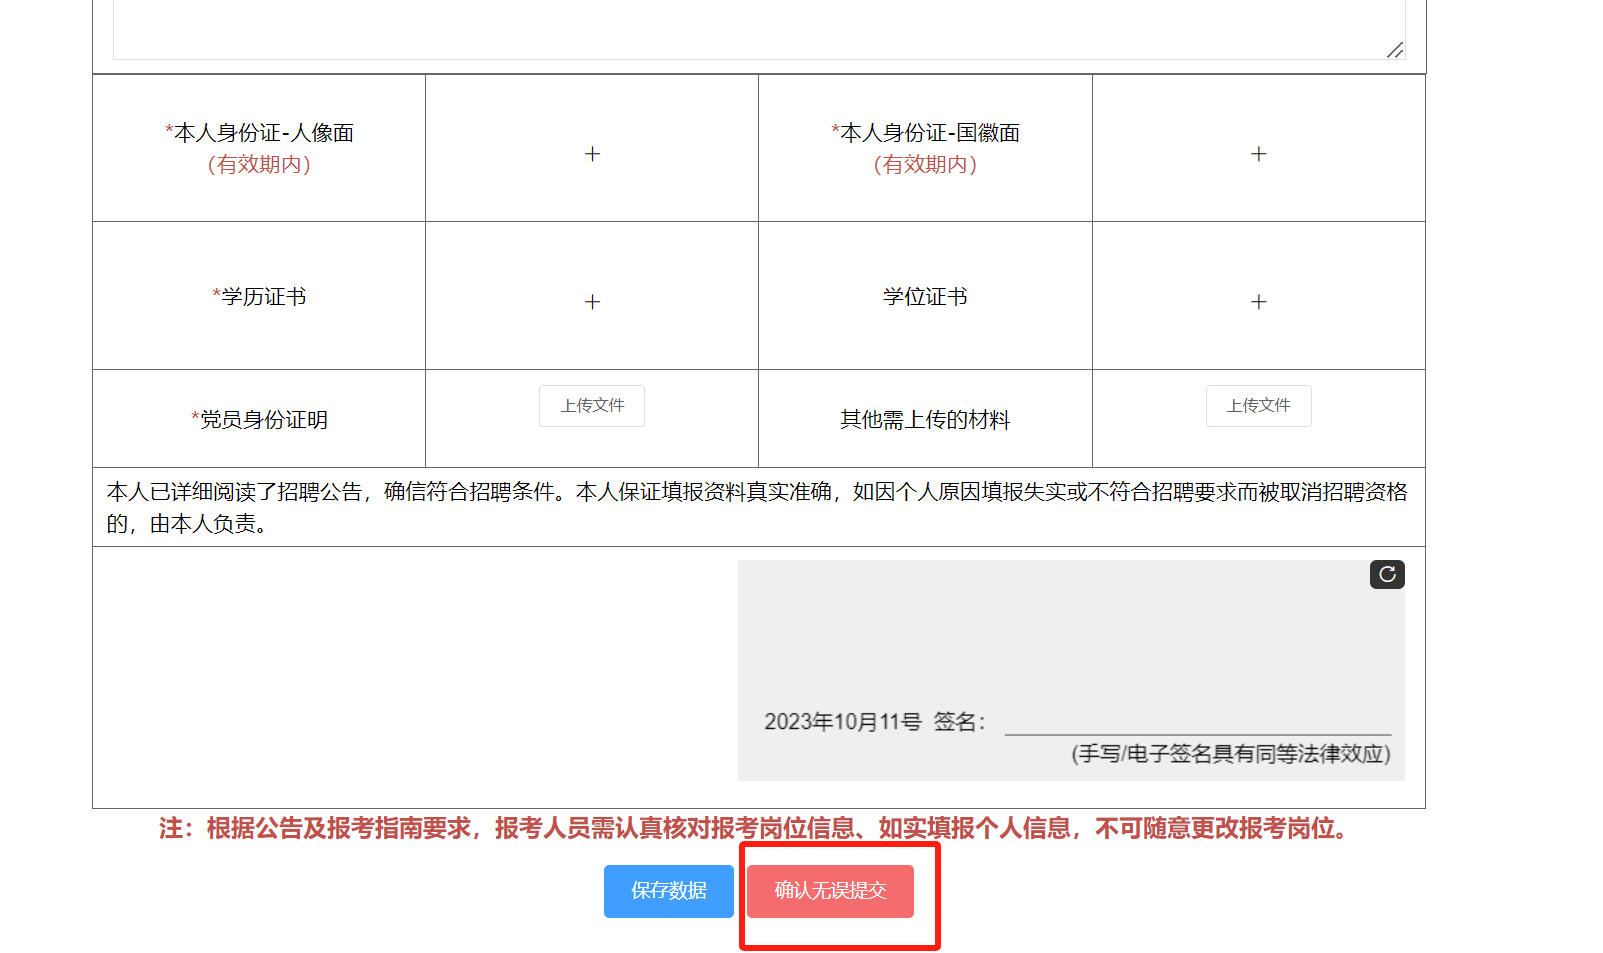 *本人身份证-人像面
（有效期内）
+
*本人身份证-国徽面
（有效期内）
+
*学历证书
+
学位证书
+
*党员身份证明
上传文件
其他需上传的材料
上传文件
本人已详细阅读了招聘公告，确信符合招聘条件。本人保证填报资料真实准确，如因个人原因填报失实或不符合招聘要求而被取消招聘资格
的，由本人负责。
2023年10月11号 签名：
(手写/电子签名具有同等法律效应)
注：根据公告及报考指南要求，报考人员需认真核对报考岗位信息、如实填报个人信息，不可随意更改报考岗位。
保存数据
确认无误提交